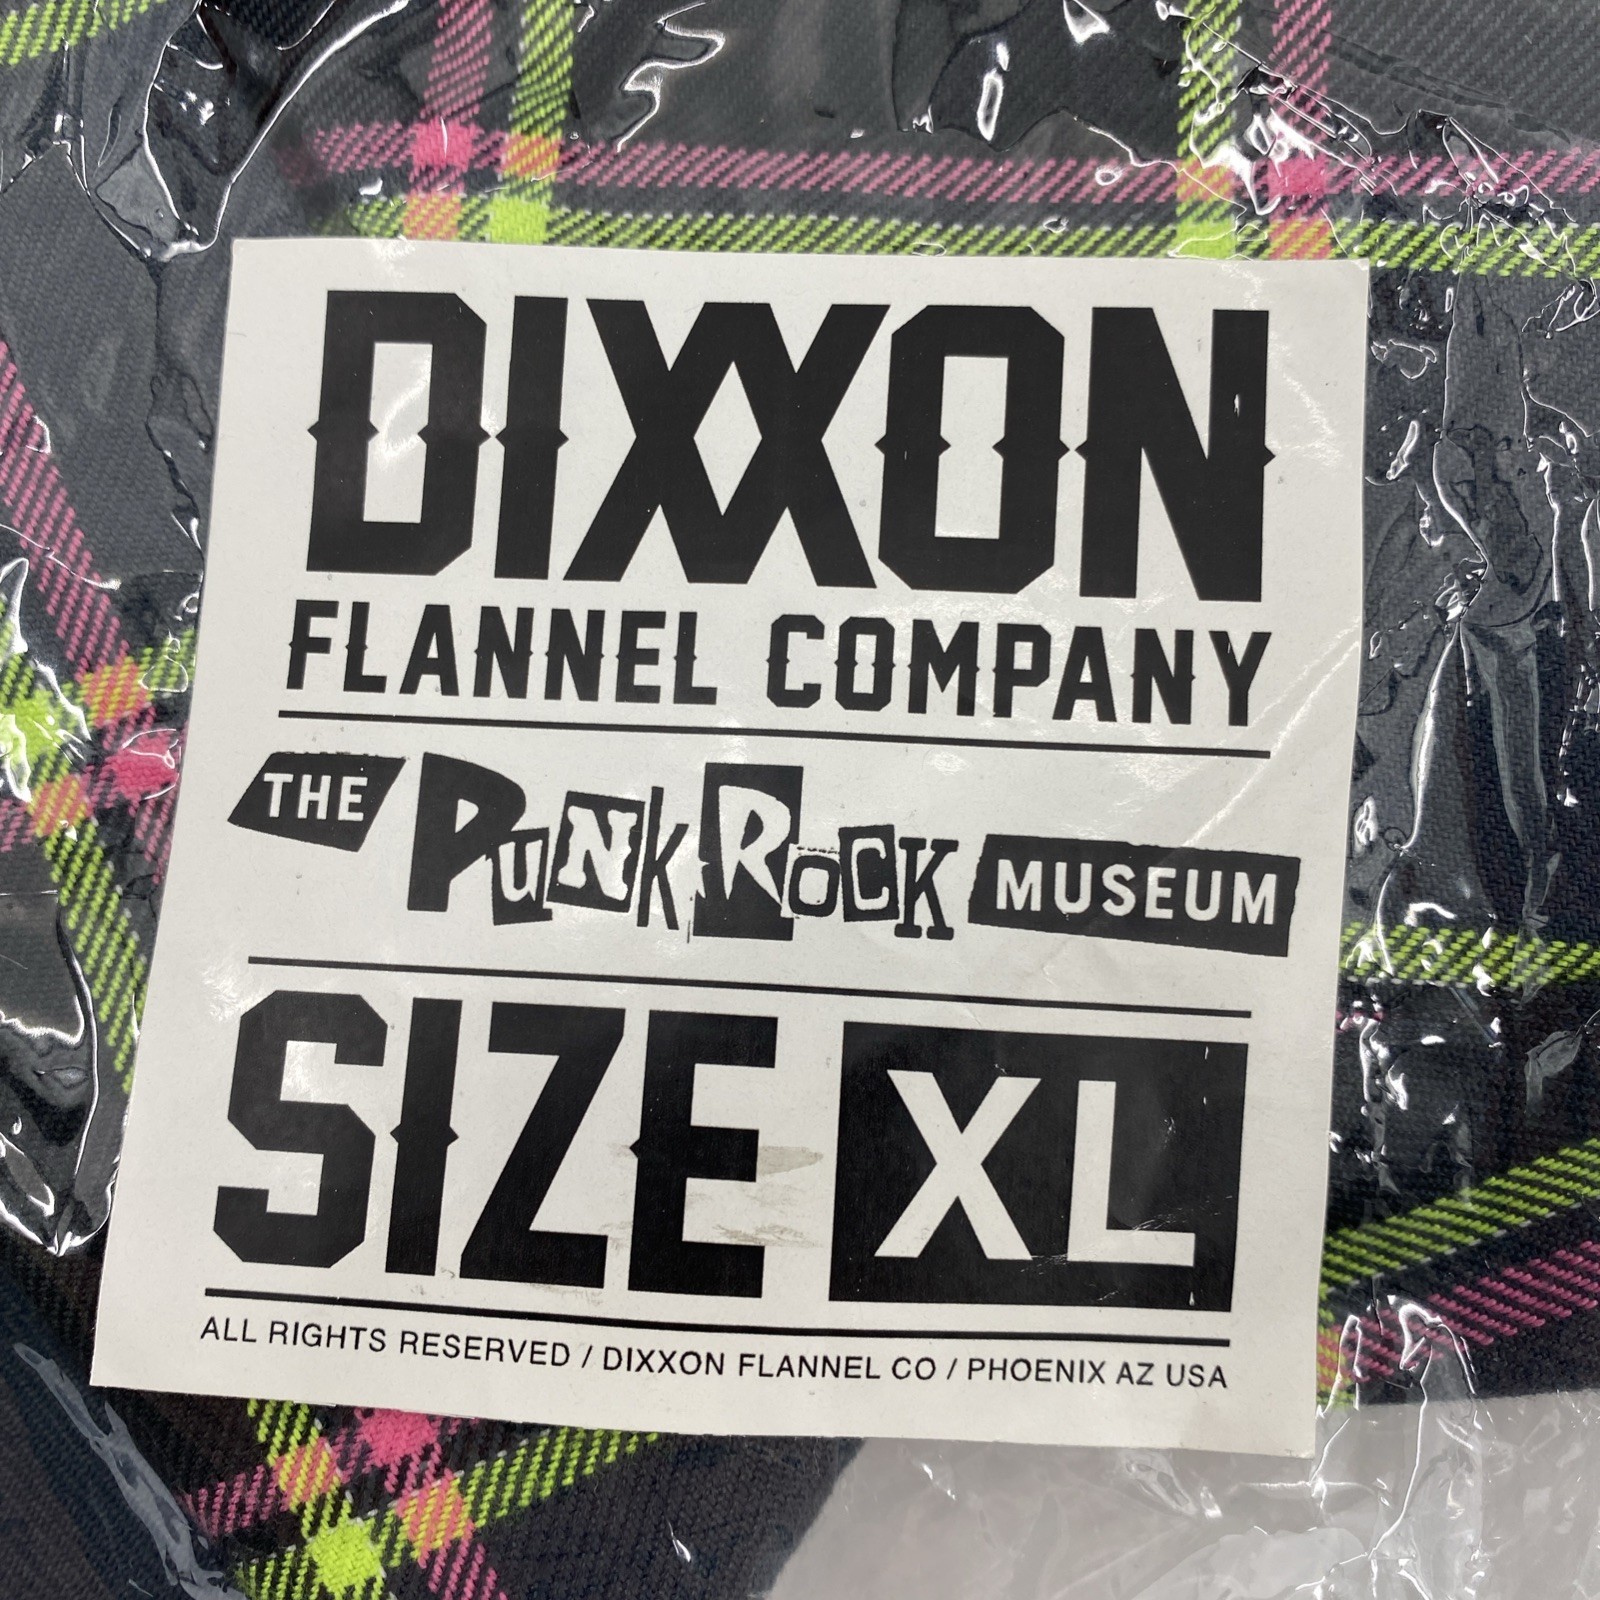 DIXXON
FLANNEL COMPANY
THE PUNK ROCK MUSEUM
SIZE XL
ALL RIGHTS RESERVED / DIXXON FLANNEL CO / PHOENIX AZ USA